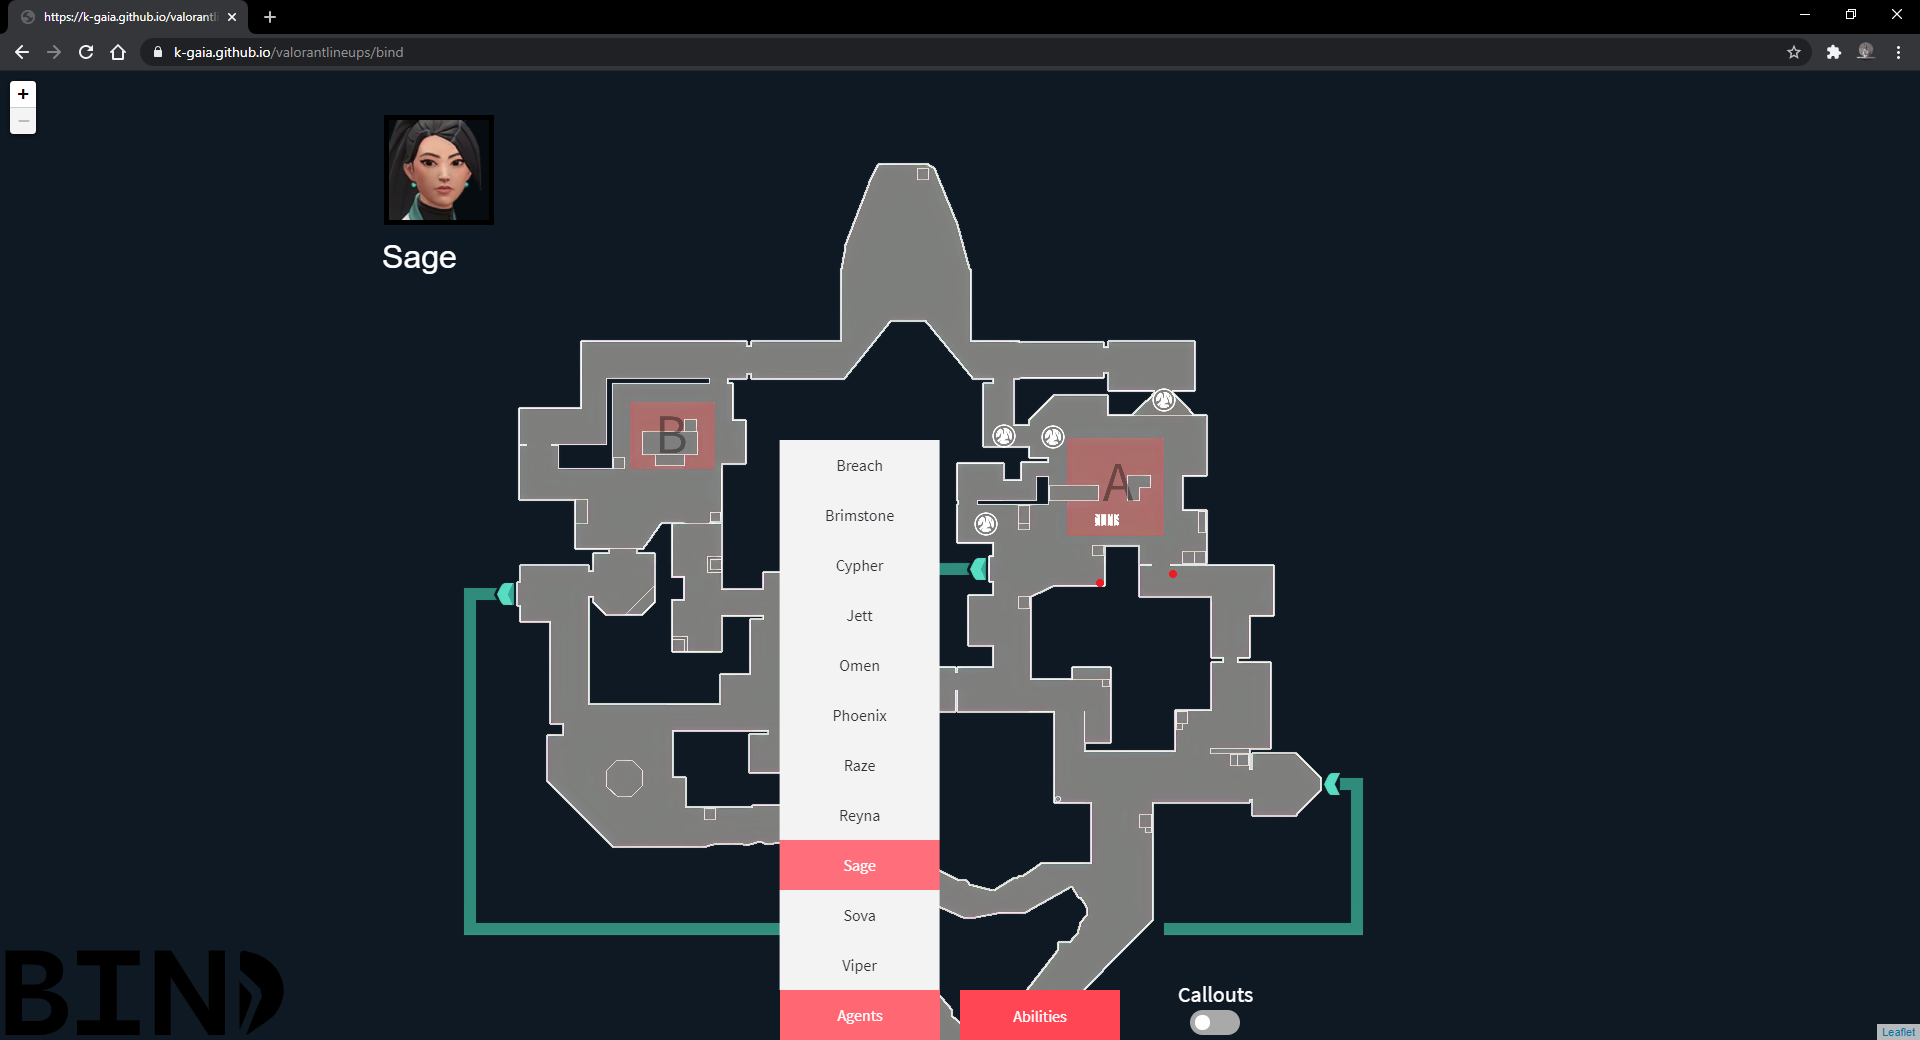 https://k-gaia.github.io/valorantli
k-gaia.github.io/valorantlineups/bind
+
−
Sage
B
A
Breach
Brimstone
Cypher
Jett
Omen
Phoenix
Raze
Reyna
Sage
Sova
Viper
Agents
Abilities
Callouts
BIND
Leaflet